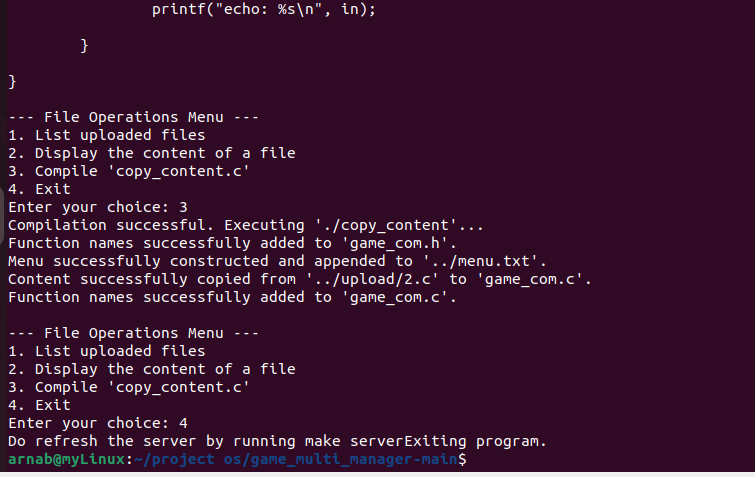 printf("echo: %s\n", in);
}
}
--- File Operations Menu ---
1. List uploaded files
2. Display the content of a file
3. Compile 'copy_content.c'
4. Exit
Enter your choice: 3
Compilation successful. Executing './copy_content'...
Function names successfully added to 'game_com.h'.
Menu successfully constructed and appended to '../menu.txt'.
Content successfully copied from '../upload/2.c' to 'game_com.c'.
Function names successfully added to 'game_com.c'.
--- File Operations Menu ---
1. List uploaded files
2. Display the content of a file
3. Compile 'copy_content.c'
4. Exit
Enter your choice: 4
Do refresh the server by running make serverExiting program.
arnab@myLinux:~/project os/game_multi_manager-main$